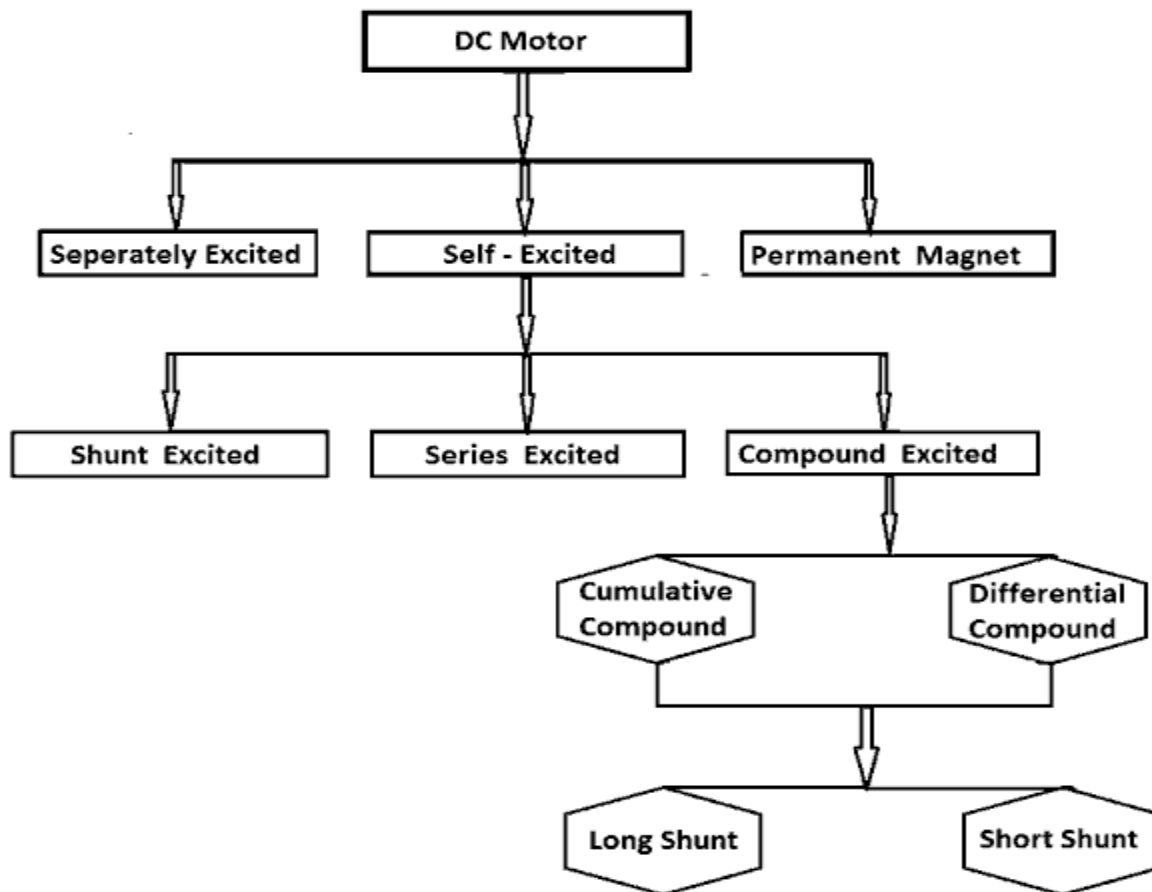 DC Motor
Seperately Excited
Self - Excited
Permanent Magnet
Shunt Excited
Series Excited
Compound Excited
Cumulative
Compound
Differential
Compound
Long Shunt
Short Shunt